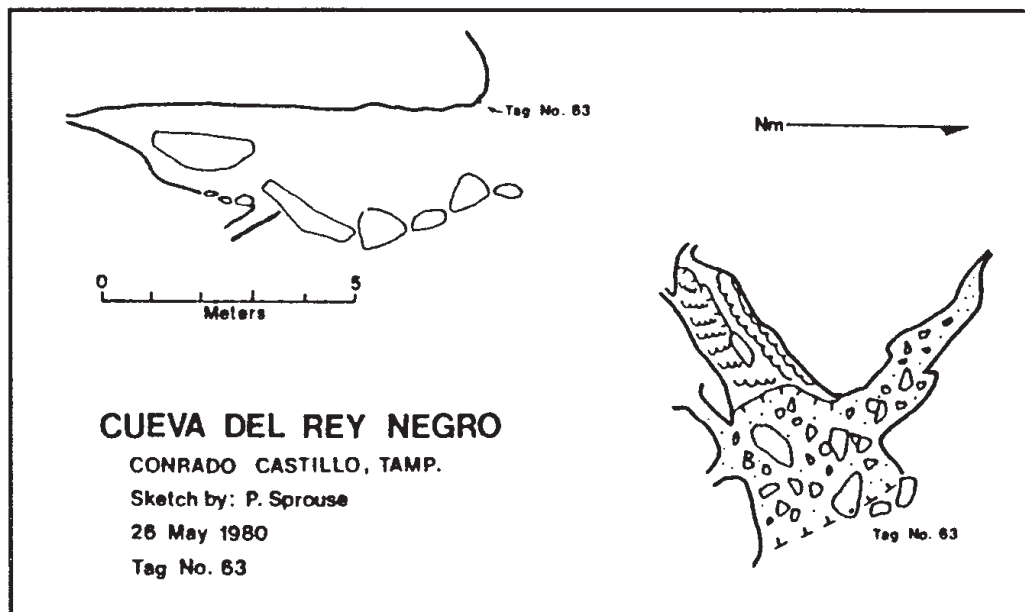 Tag No. 63
Nm
0 5
Meters
CUEVA DEL REY NEGRO
CONRADO CASTILLO, TAMP.
Sketch by: P. Sprouse
26 May 1980
Tag No. 63
Tag No. 63